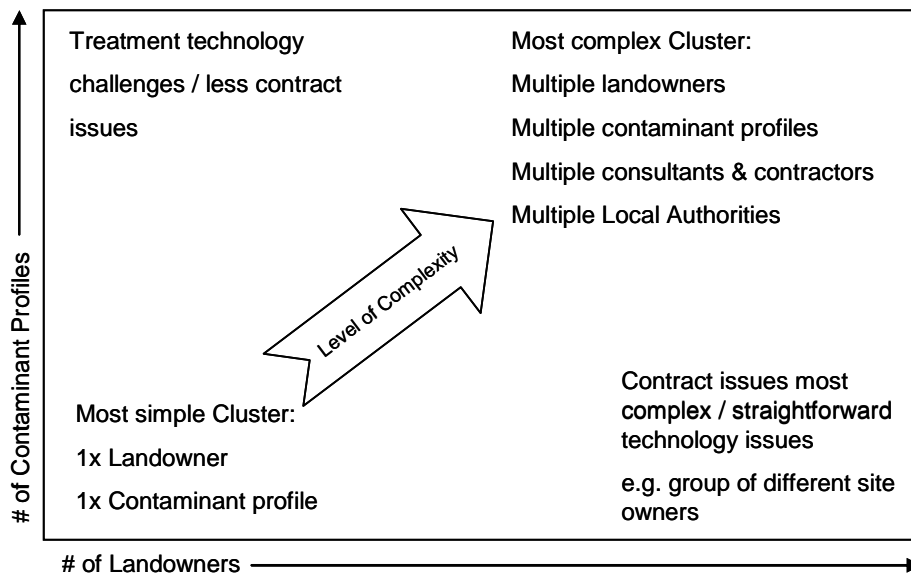 Treatment technology
challenges / less contract
issues
Most complex Cluster:
Multiple landowners
Multiple contaminant profiles
Multiple consultants & contractors
Multiple Local Authorities
# of Contaminant Profiles
Level of Complexity
Most simple Cluster:
1x Landowner
1x Contaminant profile
Contract issues most
complex / straightforward
technology issues
e.g. group of different site
owners
# of Landowners